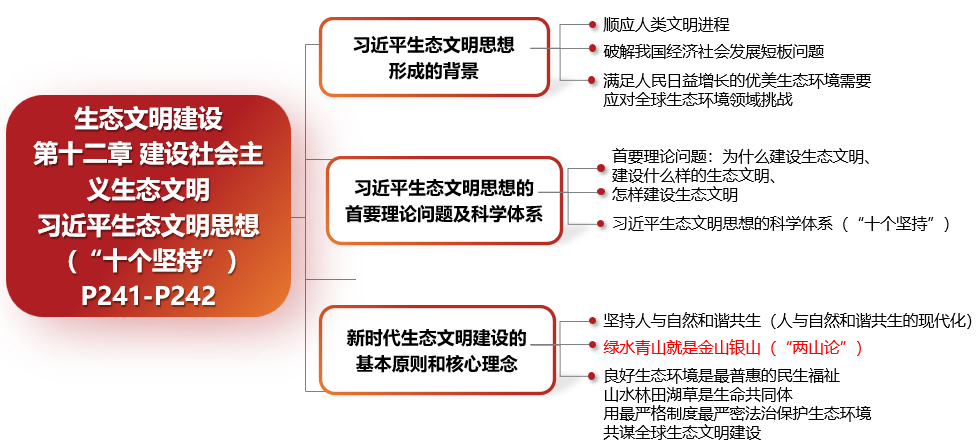 生态文明建设
第十二章 建设社会主
义生态文明
习近平生态文明思想
（“十个坚持”）
P241-P242
习近平生态文明思想
形成的背景
顺应人类文明进程
破解我国经济社会发展短板问题
满足人民日益增长的优美生态环境需要
应对全球生态环境领域挑战
习近平生态文明思想的
首要理论问题及科学体系
首要理论问题：为什么建设生态文明、
建设什么样的生态文明、
怎样建设生态文明
习近平生态文明思想的科学体系（“十个坚持”）
新时代生态文明建设的
基本原则和核心理念
坚持人与自然和谐共生（人与自然和谐共生的现代化）
绿水青山就是金山银山（“两山论”）
良好生态环境是最普惠的民生福祉
山水林田湖草是生命共同体
用最严格制度最严密法治保护生态环境
共谋全球生态文明建设